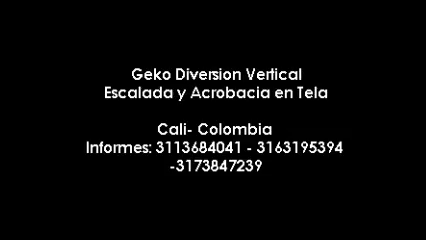 Geko Diversion Vertical
Escalada y Acrobacia en Tela
Cali- Colombia
Informes: 3113684041 - 3163195394
-3173847239